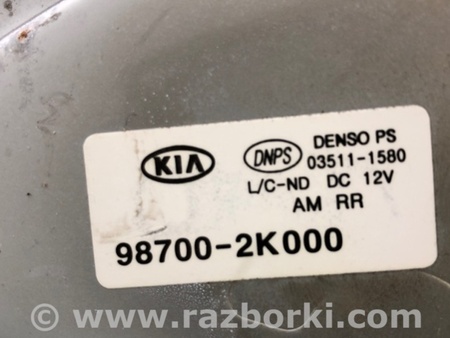 KIA DNPS DENSO PS
03511-1580
L/C-ND DC 12V
AM RR
98700-2K000
© www.razborki.com